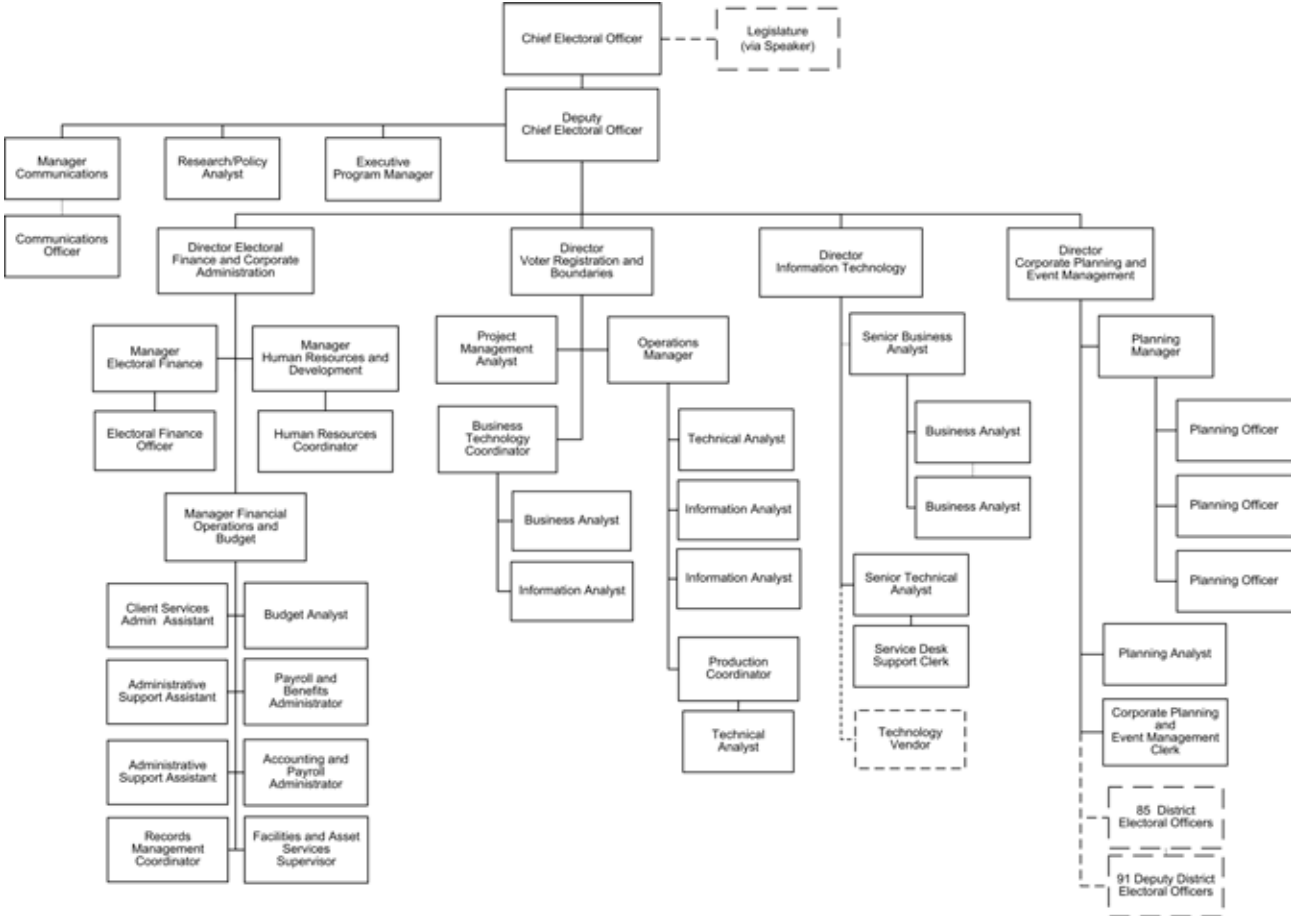 Chief Electoral Officer
Legislature
(via Speaker)
Deputy
Chief Electoral Officer
Manager
Communications
Research/Policy
Analyst
Executive
Program Manager
Communications
Officer
Director Electoral
Finance and Corporate
Administration
Director
Voter Registration and
Boundaries
Director
Information Technology
Director
Corporate Planning and
Event Management
Manager
Electoral Finance
Manager
Human Resources and
Development
Electoral Finance
Officer
Human Resources
Coordinator
Manager Financial
Operations and
Budget
Client Services
Admin Assistant
Budget Analyst
Administrative
Support Assistant
Payroll and
Benefits
Administrator
Administrative
Support Assistant
Accounting and
Payroll
Administrator
Records
Management
Coordinator
Facilities and Asset
Services
Supervisor
Project
Management
Analyst
Operations
Manager
Business
Technology
Coordinator
Business Analyst
Information Analyst
Technical Analyst
Information Analyst
Information Analyst
Production
Coordinator
Technical
Analyst
Senior Business
Analyst
Business Analyst
Business Analyst
Senior Technical
Analyst
Service Desk
Support Clerk
Technology
Vendor
Planning
Manager
Planning Officer
Planning Officer
Planning Officer
Planning Analyst
Corporate Planning
and
Event Management
Clerk
85 District
Electoral Officers
91 Deputy District
Electoral Officers